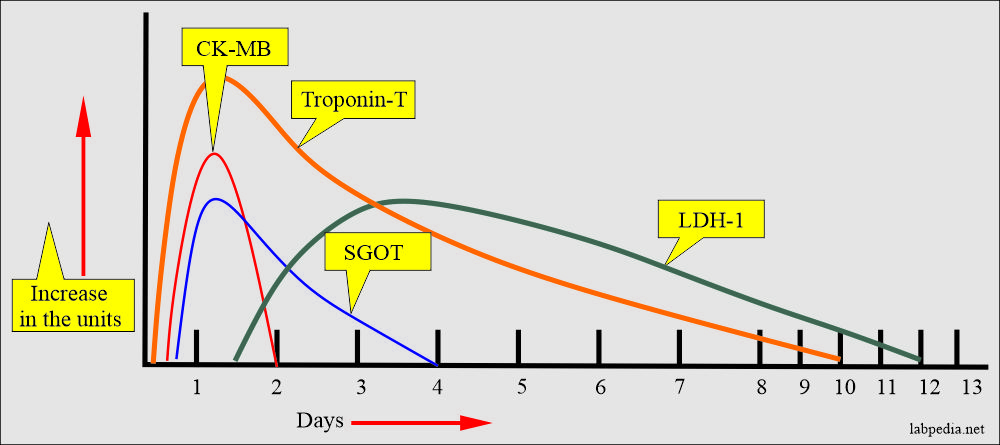 CK-MB
Troponin-T
LDH-1
SGOT
Increase
in the units
1 2 3 4 5 6 7 8 9 10 11 12 13
Days
labpedia.net